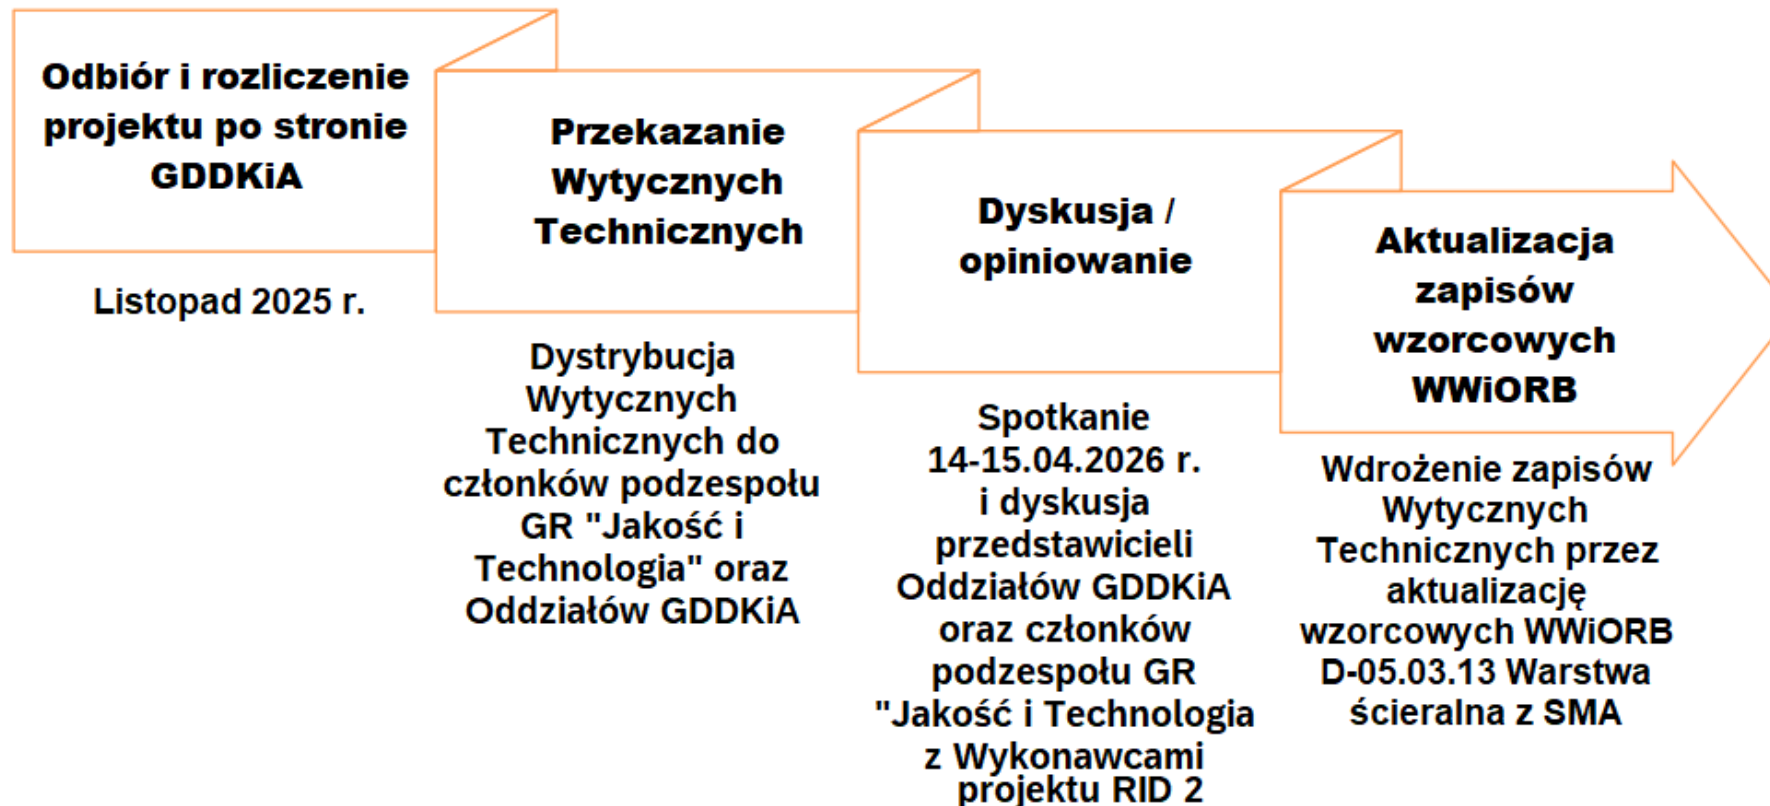 Odbiór i rozliczenie
projektu po stronie
GDDKiA
Listopad 2025 r.
Przekazanie
Wytycznych
Technicznych
Dystrybucja
Wytycznych
Technicznych do
członków podzespołu
GR "Jakość i
Technologia" oraz
Oddziałów GDDKiA
Dyskusja /
opiniowanie
Spotkanie
14-15.04.2026 r.
i dyskusja
przedstawicieli
Oddziałów GDDKiA
oraz członków
podzespołu GR
"Jakość i Technologia
z Wykonawcami
projektu RID 2
Aktualizacja
zapisów
wzorcowych
WWiORB
Wdrożenie zapisów
Wytycznych
Technicznych przez
aktualizację
wzorcowych WWiORB
D-05.03.13 Warstwa
ścieralna z SMA